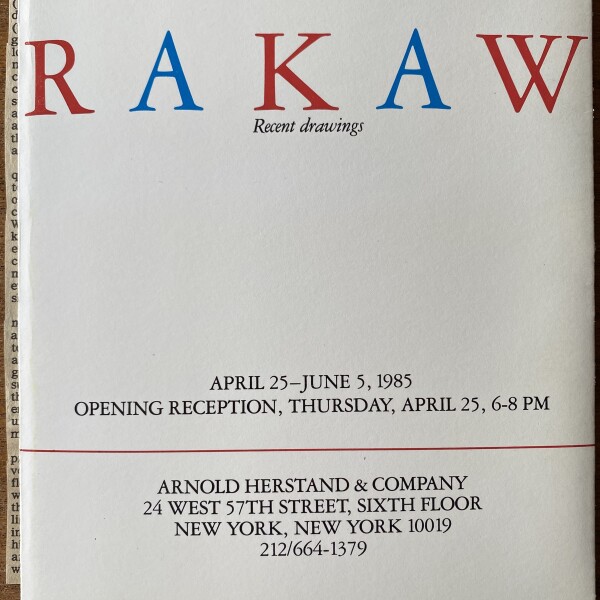 RAKAW
Recent drawings
APRIL 25–JUNE 5, 1985
OPENING RECEPTION, THURSDAY, APRIL 25, 6-8 PM
ARNOLD HERSTAND & COMPANY
24 WEST 57TH STREET, SIXTH FLOOR
NEW YORK, NEW YORK 10019
212/664-1379